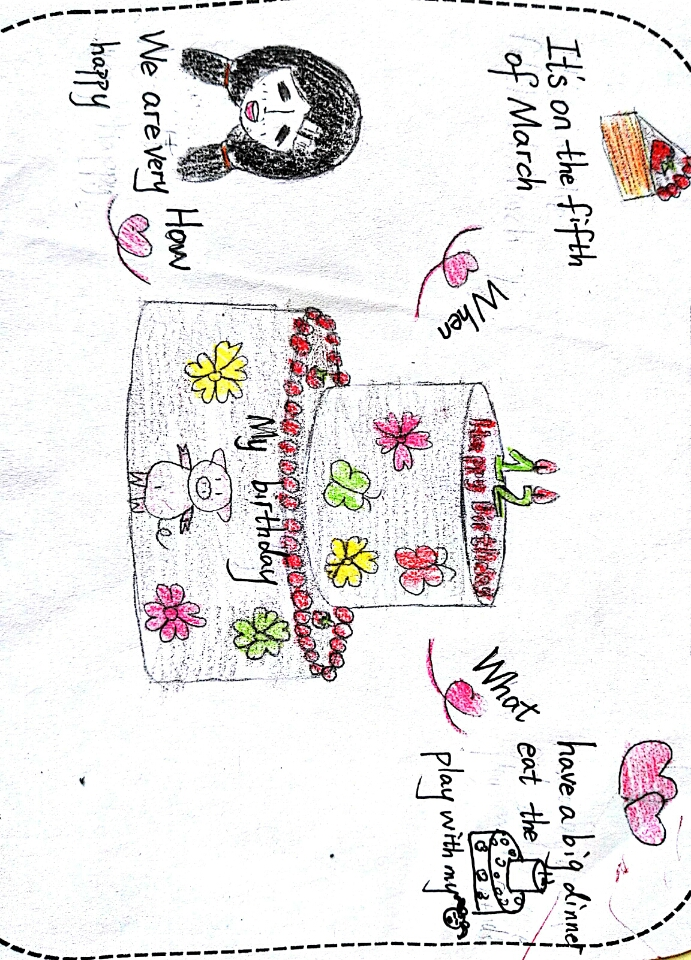 It's on the fifth
of March
When
12
Happy Birthday
My birthday
How
We are very
happy
What
have a big dinner
eat the
play with my